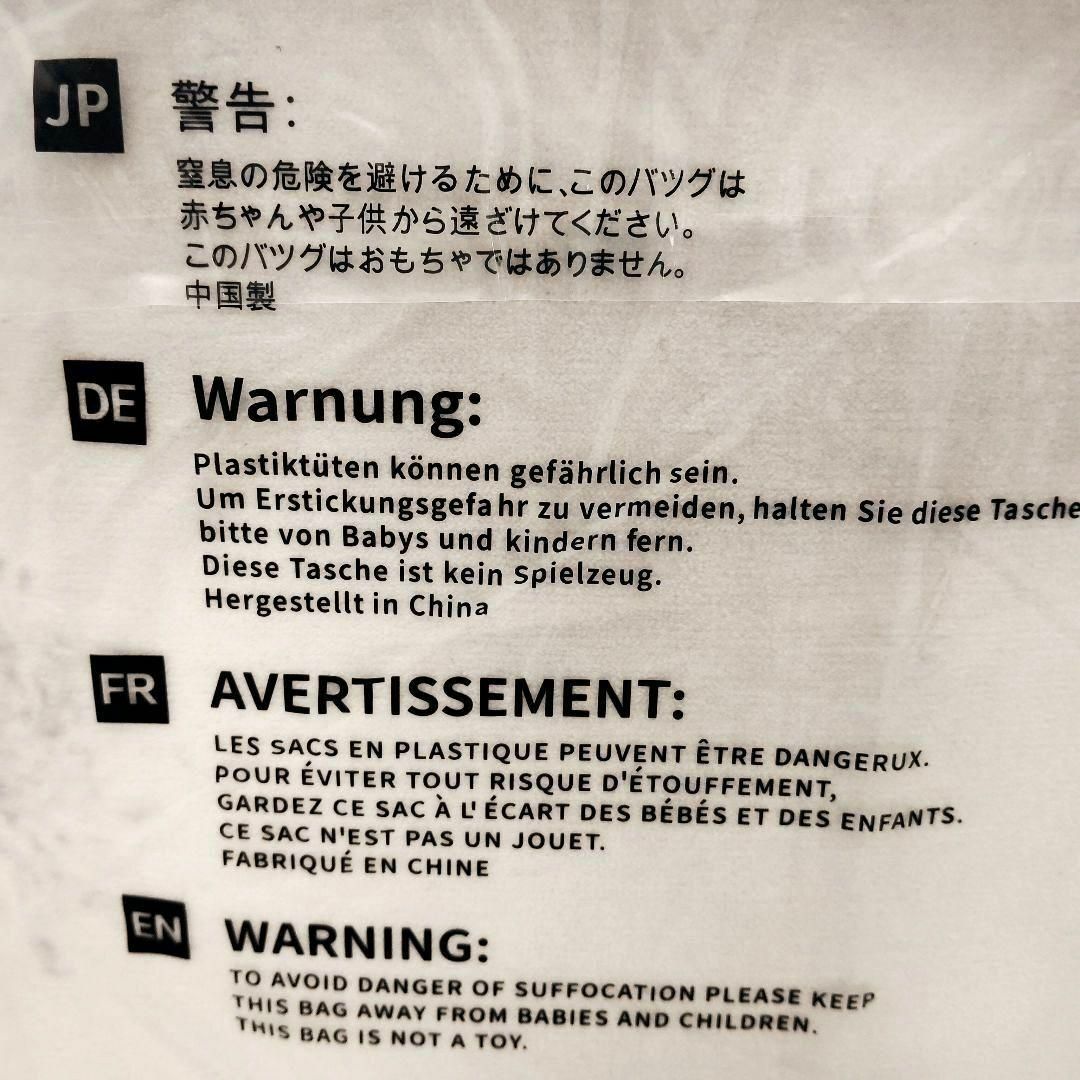 JP
警告：
窒息の危険を避けるために、このバツグは
赤ちゃんや子供から遠ざけてください。
このバツグはおもちゃではありません。
中国製
DE
Warnung:
Plastiktüten können gefährlich sein.
Um Erstickungsgefahr zu vermeiden, halten Sie diese Tasche
bitte von Babys und kindern fern.
Diese Tasche ist kein Spielzeug.
Hergestellt in China
FR
AVERTISSEMENT:
LES SACS EN PLASTIQUE PEUVENT ÊTRE DANGERUX.
POUR ÉVITER TOUT RISQUE D'ÉTOUFFEMENT,
GARDEZ CE SAC À L' ÉCART DES BÉBÉS ET DES ENFANTS.
CE SAC N'EST PAS UN JOUET.
FABRIQUÉ EN CHINE
EN
WARNING:
TO AVOID DANGER OF SUFFOCATION PLEASE KEEP
THIS BAG AWAY FROM BABIES AND CHILDREN.
THIS BAG IS NOT A TOY.